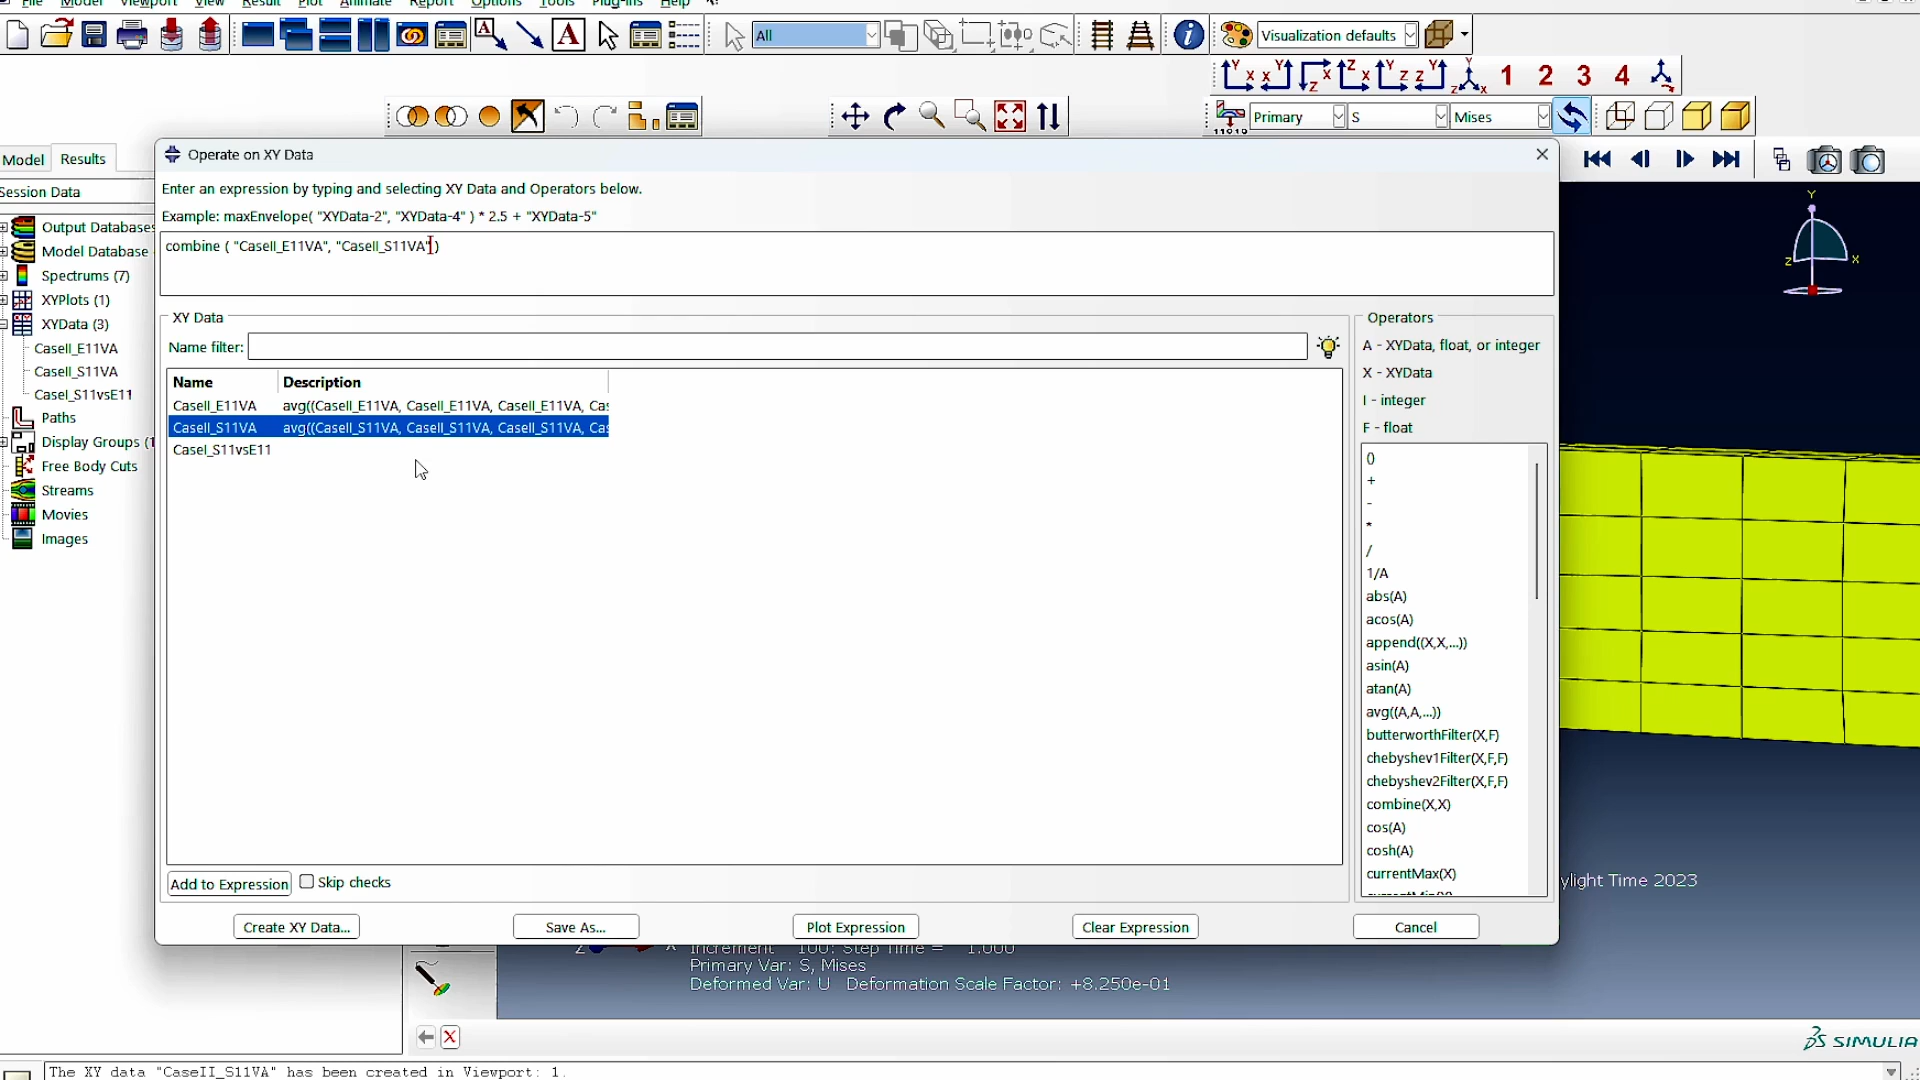 File Model Viewport View Result Plot Animate Report Options Tools Plug-ins Help
All
Visualization defaults
1 2 3 4
Primary S Mises
Model Results
Operate on XY Data
Session Data
Enter an expression by typing and selecting XY Data and Operators below.
Example: maxEnvelope( "XYData-2", "XYData-4" ) * 2.5 + "XYData-5"
combine ( "CaseII_E11VA", "CaseII_S11VA" )
Output Databases
Model Database
Spectrums (7)
XYPlots (1)
XYData (3)
CaseII_E11VA
CaseII_S11VA
CaseI_S11vsE11
Paths
Display Groups (1
Free Body Cuts
Streams
Movies
Images
XY Data
Name filter:
Name Description
CaseII_E11VA avg((CaseII_E11VA, CaseII_E11VA, CaseII_E11VA, Cas
CaseII_S11VA avg((CaseII_S11VA, CaseII_S11VA, CaseII_S11VA, Cas
CaseI_S11vsE11
Operators
A - XYData, float, or integer
X - XYData
I - integer
F - float
()
+
-
*
/
1/A
abs(A)
acos(A)
append((X,X,...))
asin(A)
atan(A)
avg((A,A,...))
butterworthFilter(X,F)
chebyshev1Filter(X,F,F)
chebyshev2Filter(X,F,F)
combine(X,X)
cos(A)
cosh(A)
currentMax(X)
Add to Expression Skip checks
Create XY Data... Save As... Plot Expression Clear Expression Cancel
Y
Z X
ylight Time 2023
Increment 100: Step Time = 1.000
Primary Var: S, Mises
Deformed Var: U Deformation Scale Factor: +8.250e-01
SIMULIA
The XY data "CaseII_S11VA" has been created in Viewport: 1.